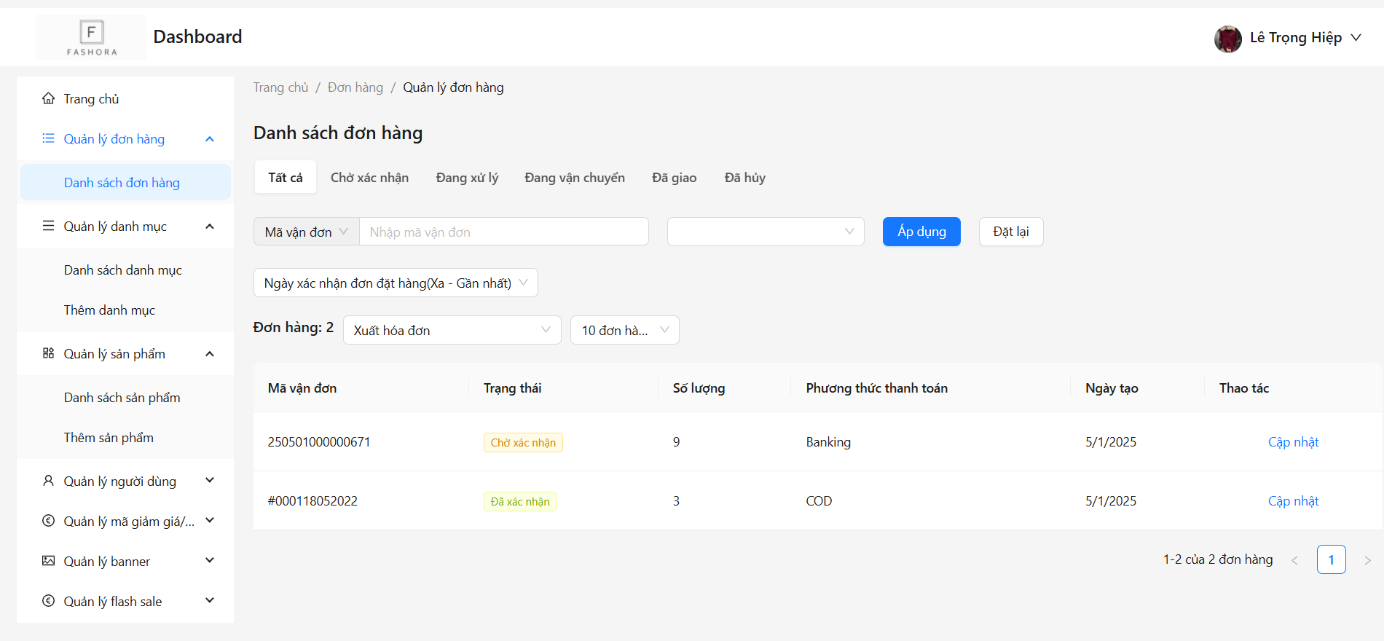 F
FASHORA
Dashboard
Lê Trọng Hiệp
Trang chủ
Quản lý đơn hàng
Danh sách đơn hàng
Quản lý danh mục
Danh sách danh mục
Thêm danh mục
Quản lý sản phẩm
Danh sách sản phẩm
Thêm sản phẩm
Quản lý người dùng
Quản lý mã giảm giá/...
Quản lý banner
Quản lý flash sale
Trang chủ / Đơn hàng / Quản lý đơn hàng
Danh sách đơn hàng
Tất cả Chờ xác nhận Đang xử lý Đang vận chuyển Đã giao Đã hủy
Mã vận đơn Nhập mã vận đơn Áp dụng Đặt lại
Ngày xác nhận đơn đặt hàng(Xa - Gần nhất)
Đơn hàng: 2 Xuất hóa đơn 10 đơn hà...
Mã vận đơn Trạng thái Số lượng Phương thức thanh toán Ngày tạo Thao tác
250501000000671 Chờ xác nhận 9 Banking 5/1/2025 Cập nhật
#000118052022 Đã xác nhận 3 COD 5/1/2025 Cập nhật
1-2 của 2 đơn hàng < 1 >